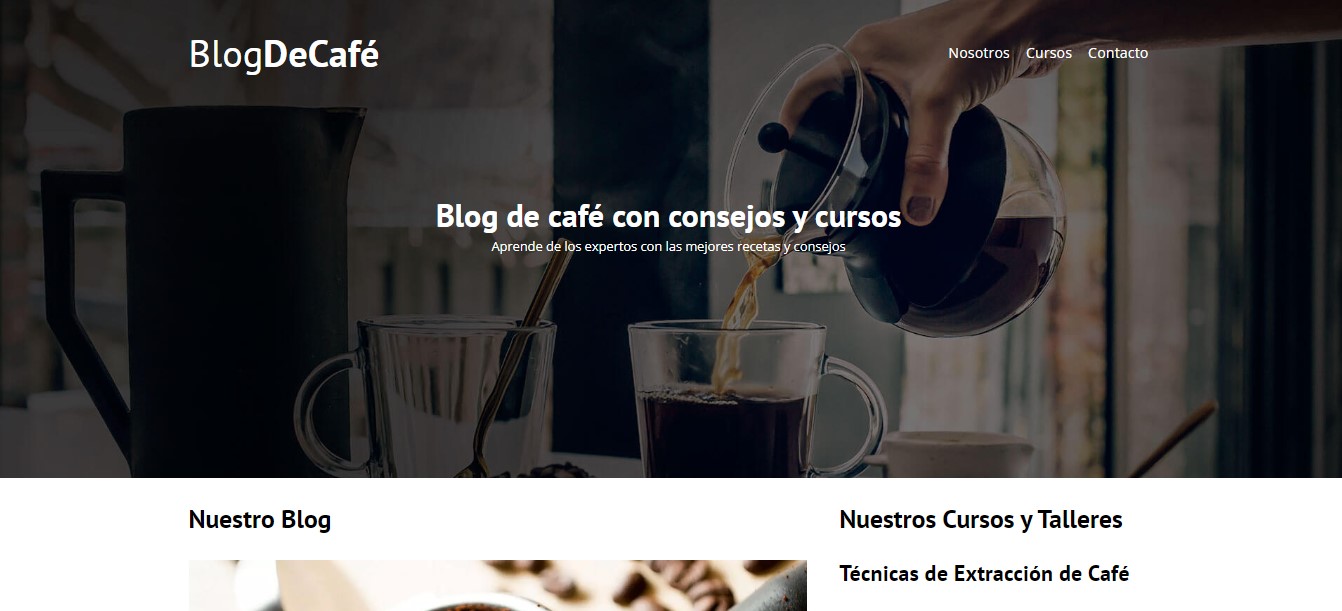 BlogDeCafé
Nosotros Cursos Contacto
Blog de café con consejos y cursos
Aprende de los expertos con las mejores recetas y consejos
Nuestro Blog
Nuestros Cursos y Talleres
Técnicas de Extracción de Café